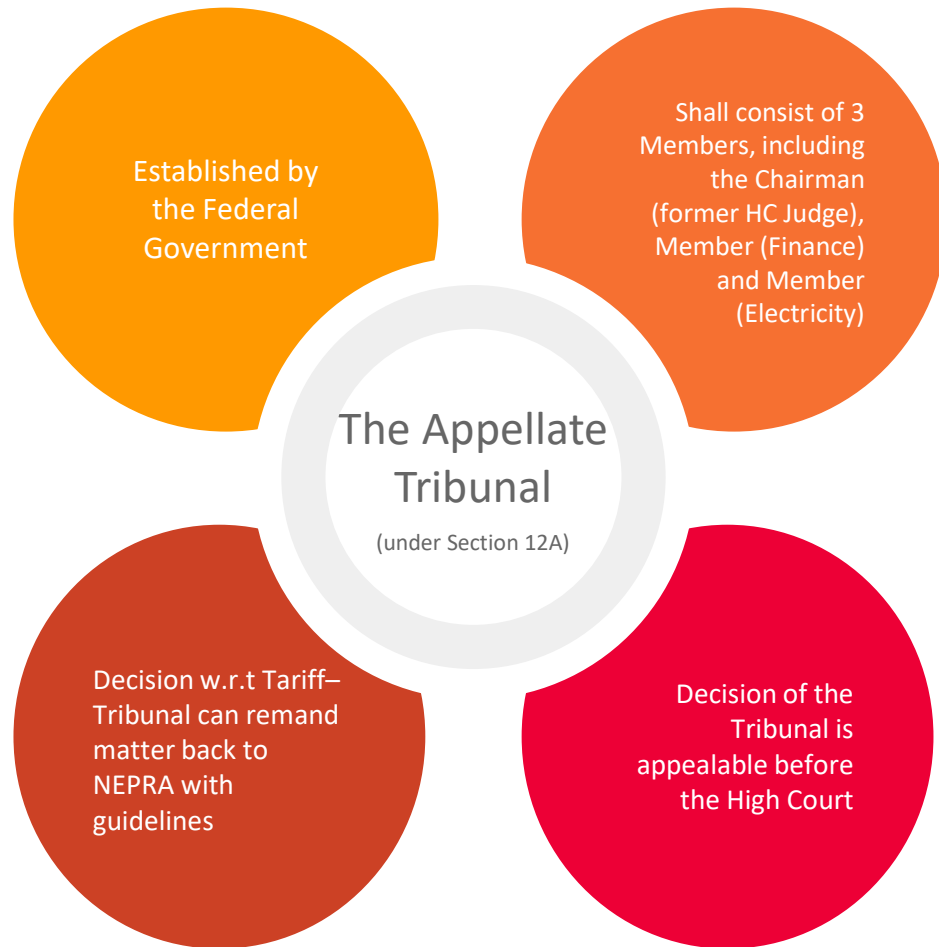 Established by
the Federal
Government
Shall consist of 3
Members, including
the Chairman
(former HC Judge),
Member (Finance)
and Member
(Electricity)
The Appellate
Tribunal
(under Section 12A)
Decision w.r.t Tariff–
Tribunal can remand
matter back to
NEPRA with
guidelines
Decision of the
Tribunal is
appealable before
the High Court